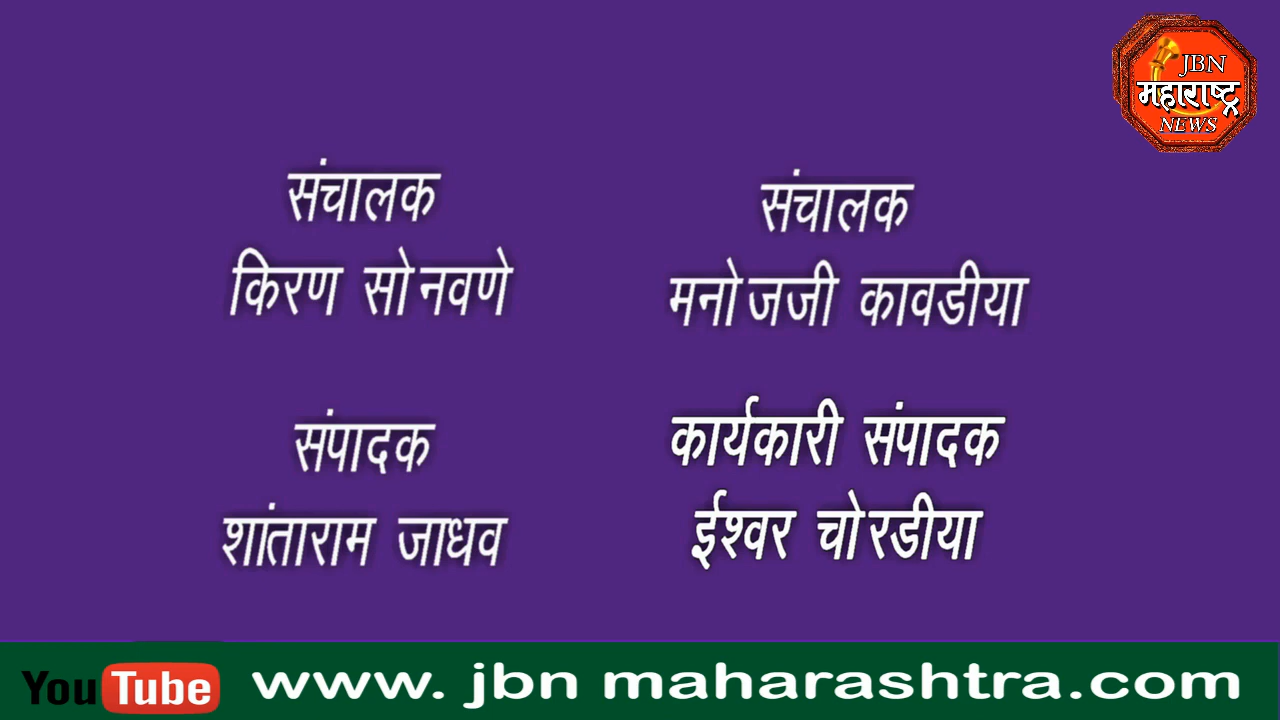 JBN
महाराष्ट्र
NEWS
संचालक
किरण सोनवणे
संचालक
मनोजजी कावडीया
संपादक
शांताराम जाधव
कार्यकारी संपादक
ईश्वर चोरडीया
YouTube www. jbn maharashtra.com